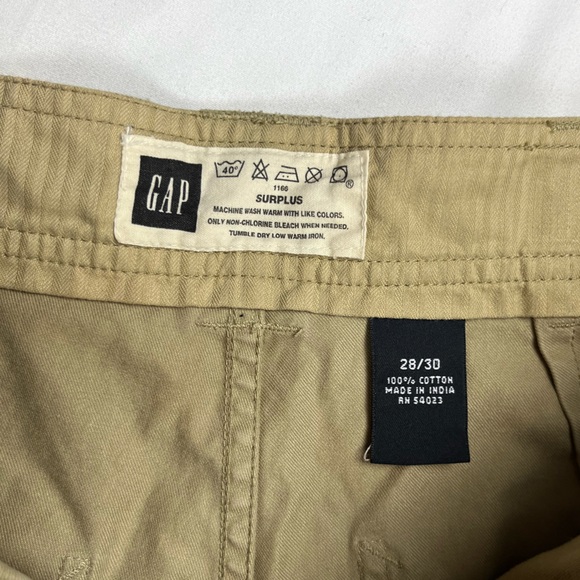 GAP
40°
1166
SURPLUS
®
MACHINE WASH WARM WITH LIKE COLORS.
ONLY NON-CHLORINE BLEACH WHEN NEEDED.
TUMBLE DRY LOW WARM IRON.
28/30
100% COTTON
MADE IN INDIA
RN 54023